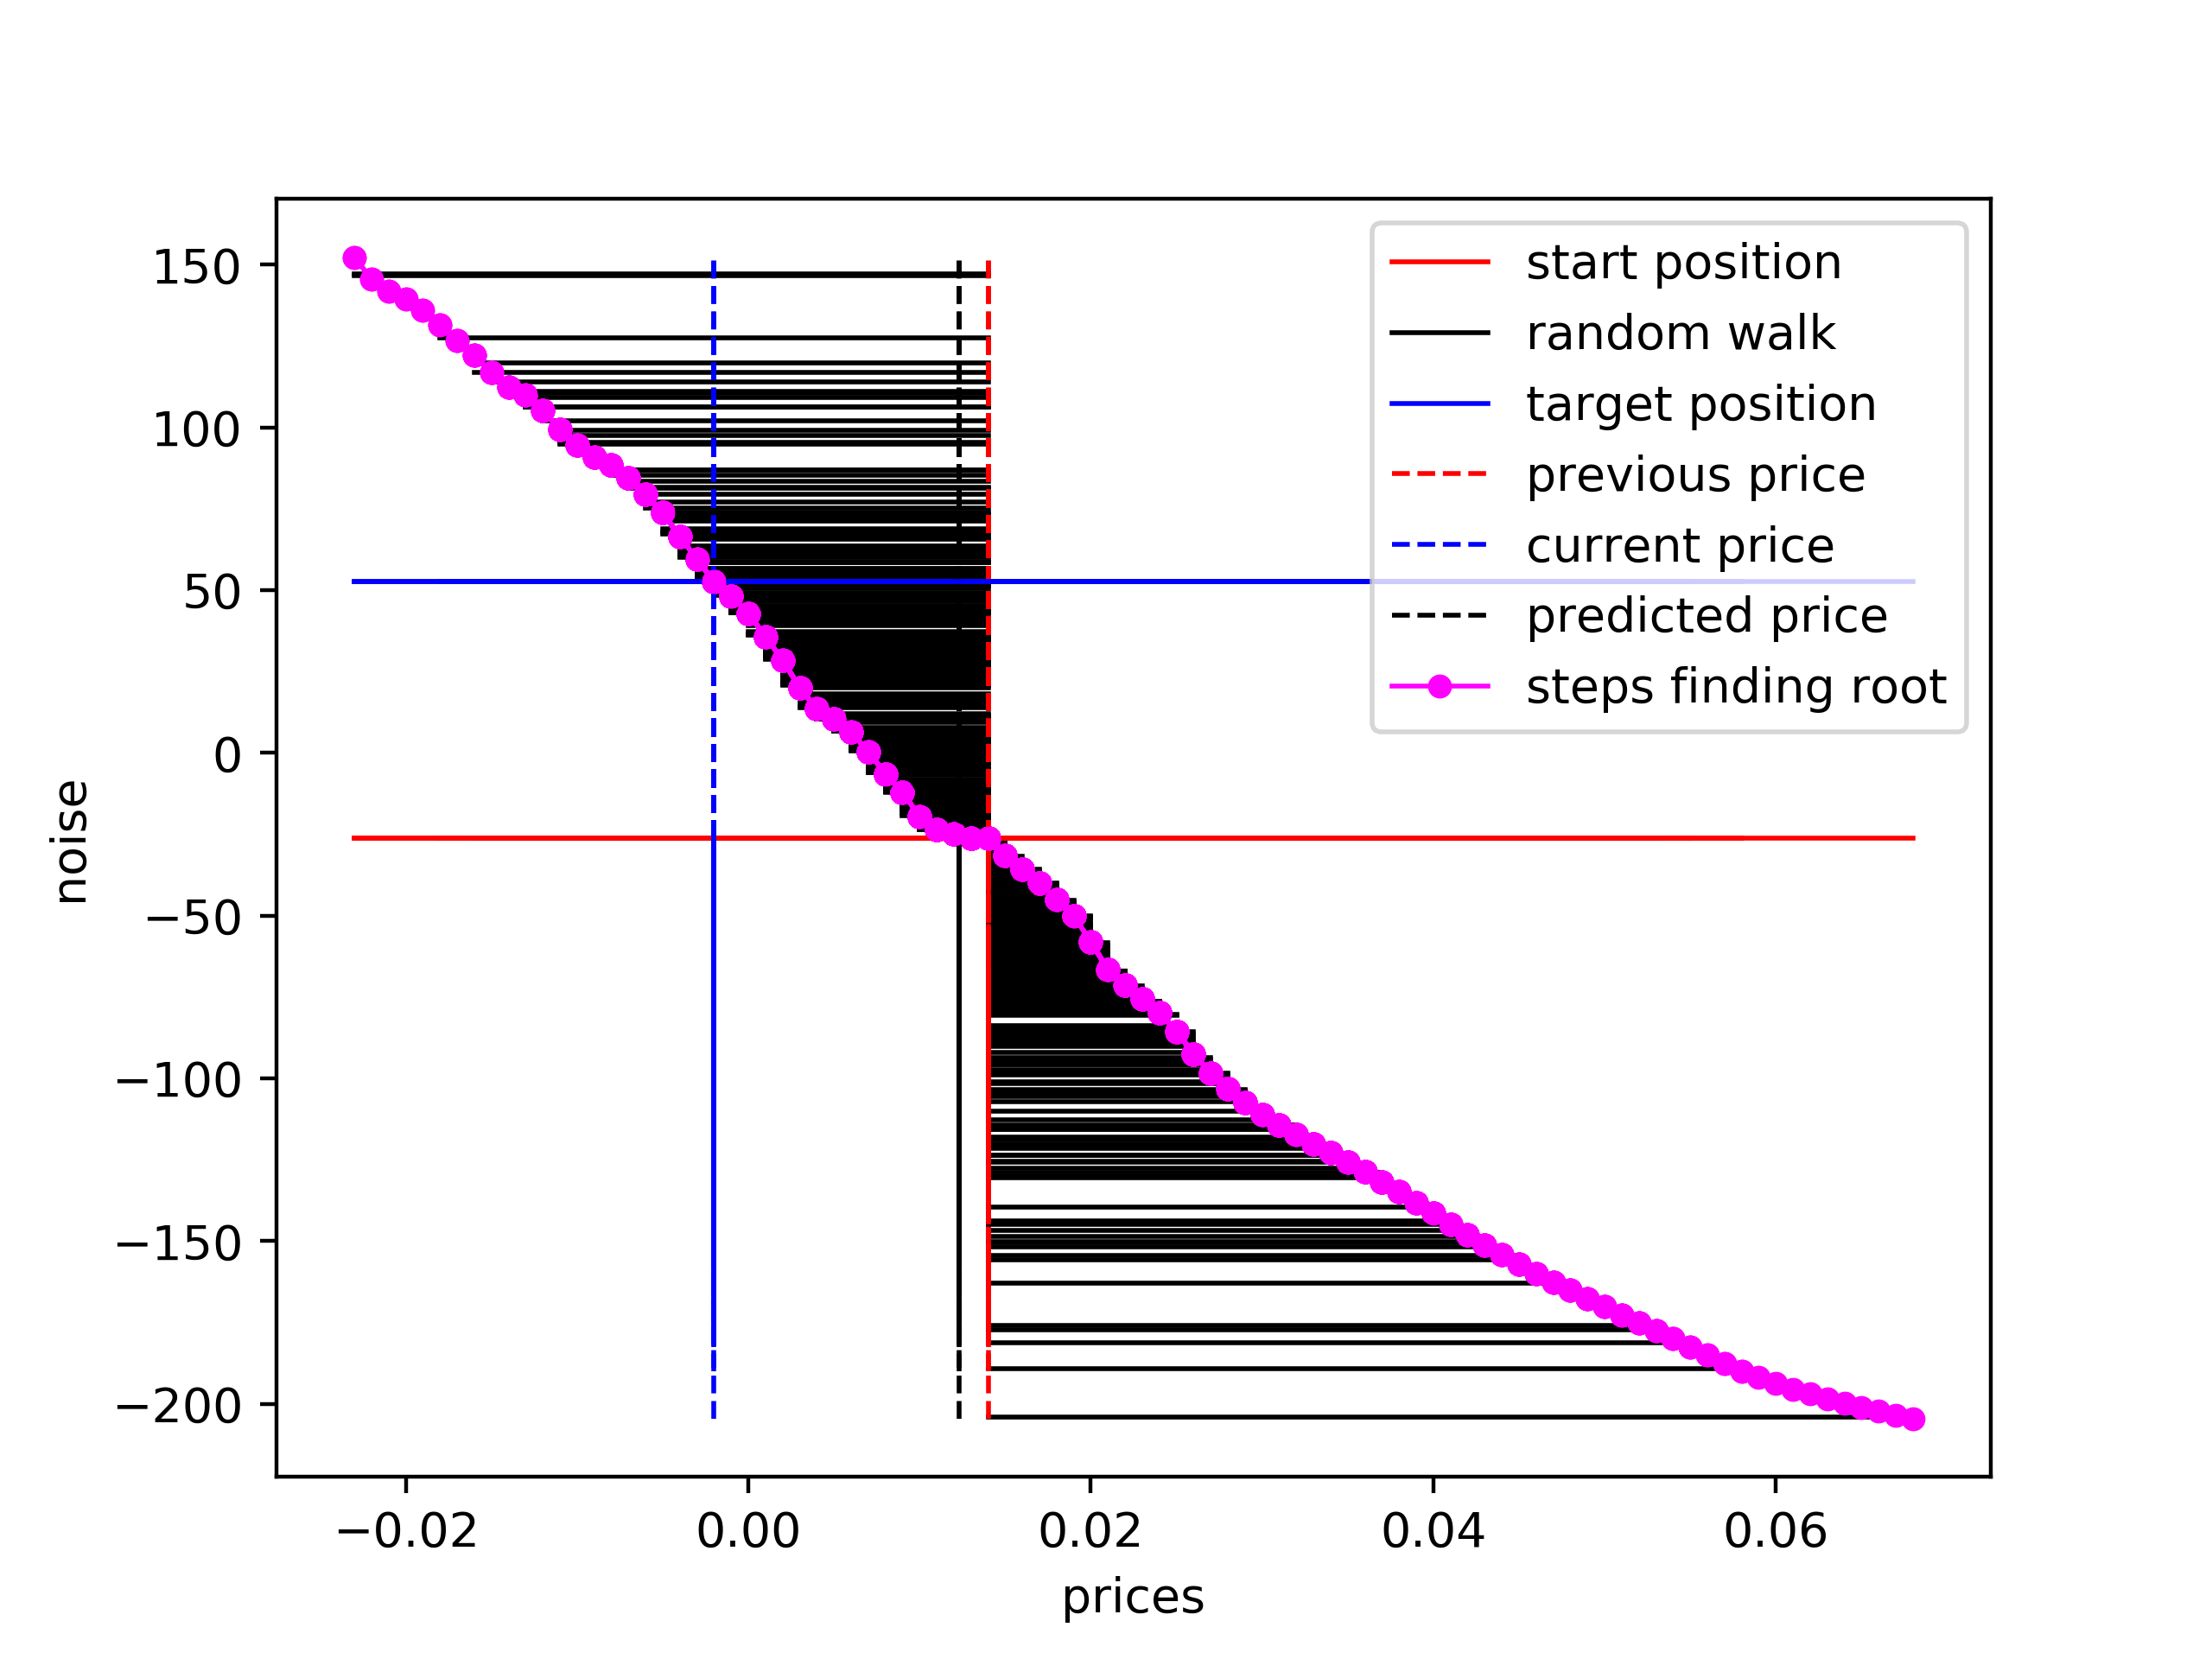 start position
random walk
target position
previous price
current price
predicted price
steps finding root
150
100
50
0
−50
−100
−150
−200
noise
−0.02 0.00 0.02 0.04 0.06
prices